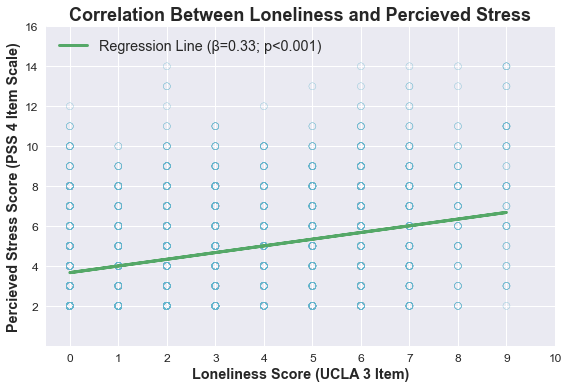 Correlation Between Loneliness and Percieved Stress
Regression Line (β=0.33; p<0.001)
Percieved Stress Score (PSS 4 Item Scale)
16
14
12
10
8
6
4
2
0 1 2 3 4 5 6 7 8 9 10
Loneliness Score (UCLA 3 Item)